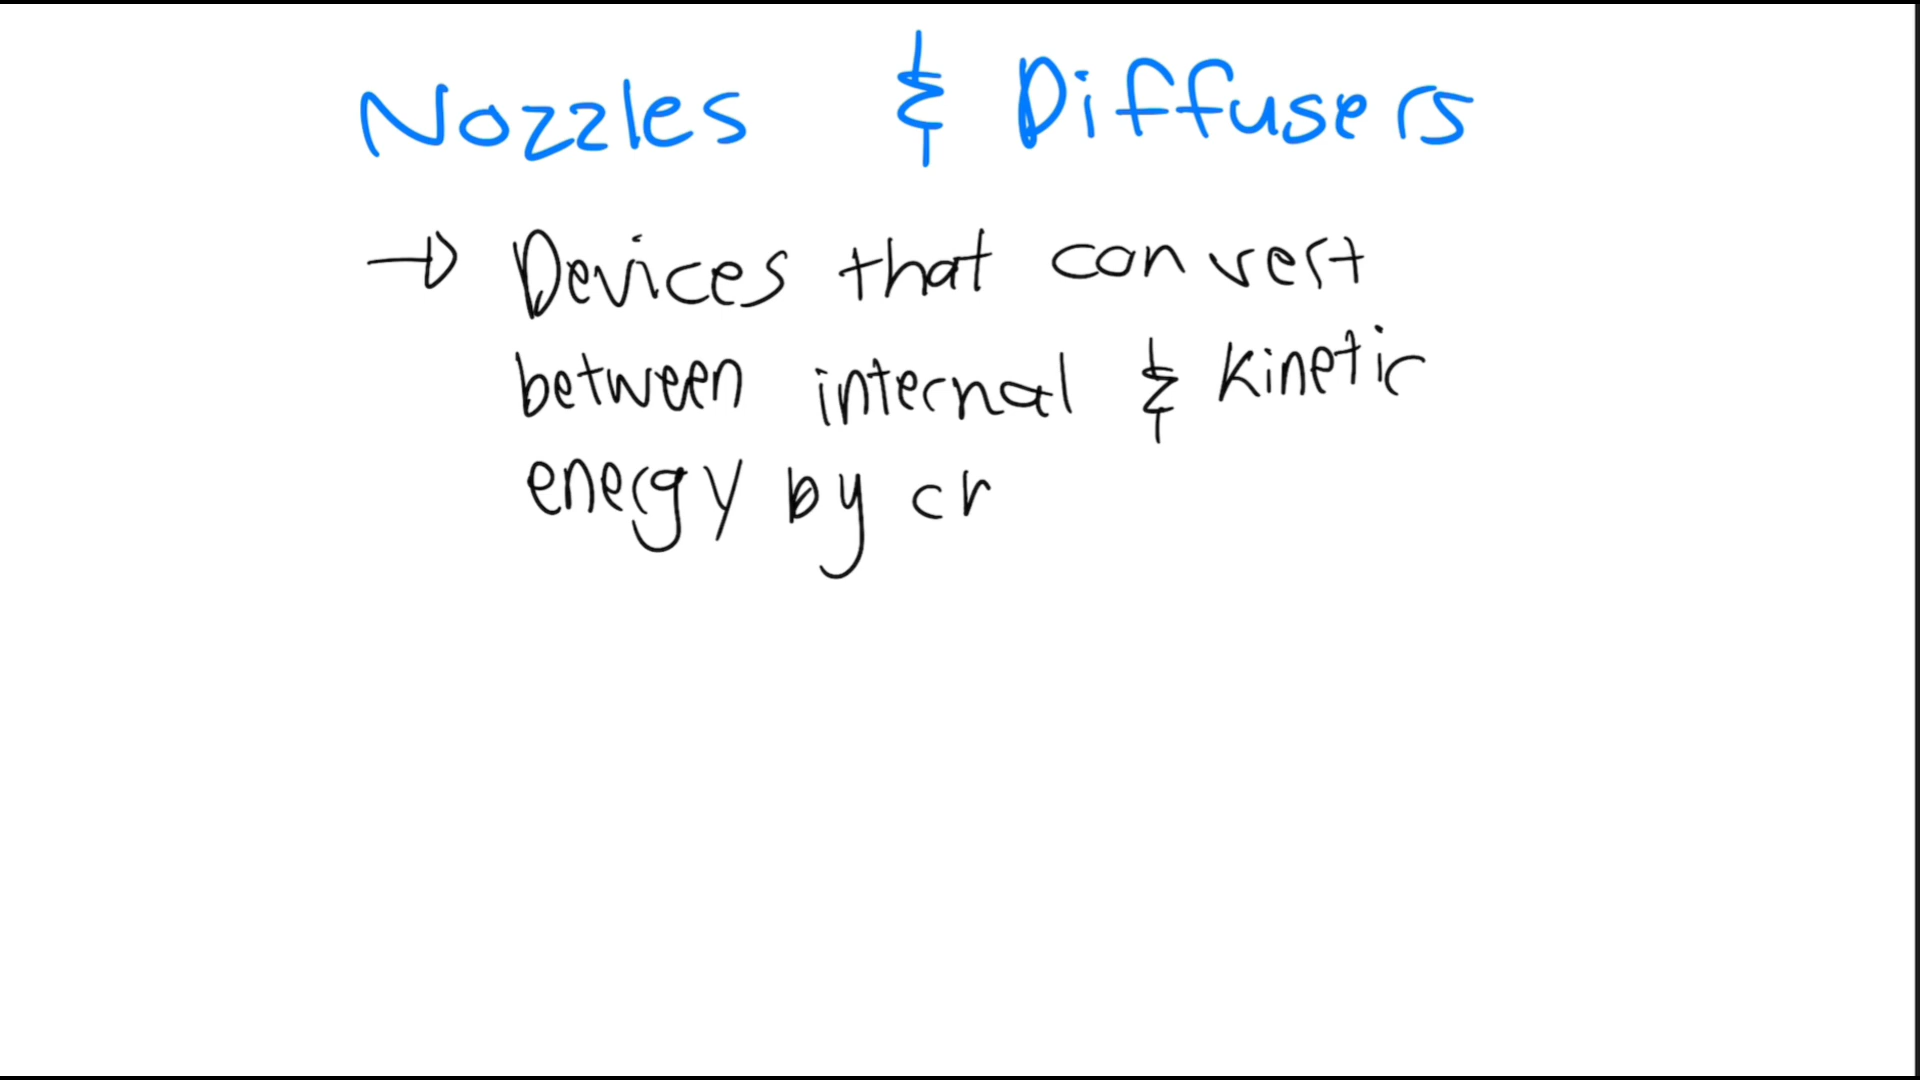 Nozzles & Diffusers
→ Devices that convert
between internal & kinetic
energy by cr